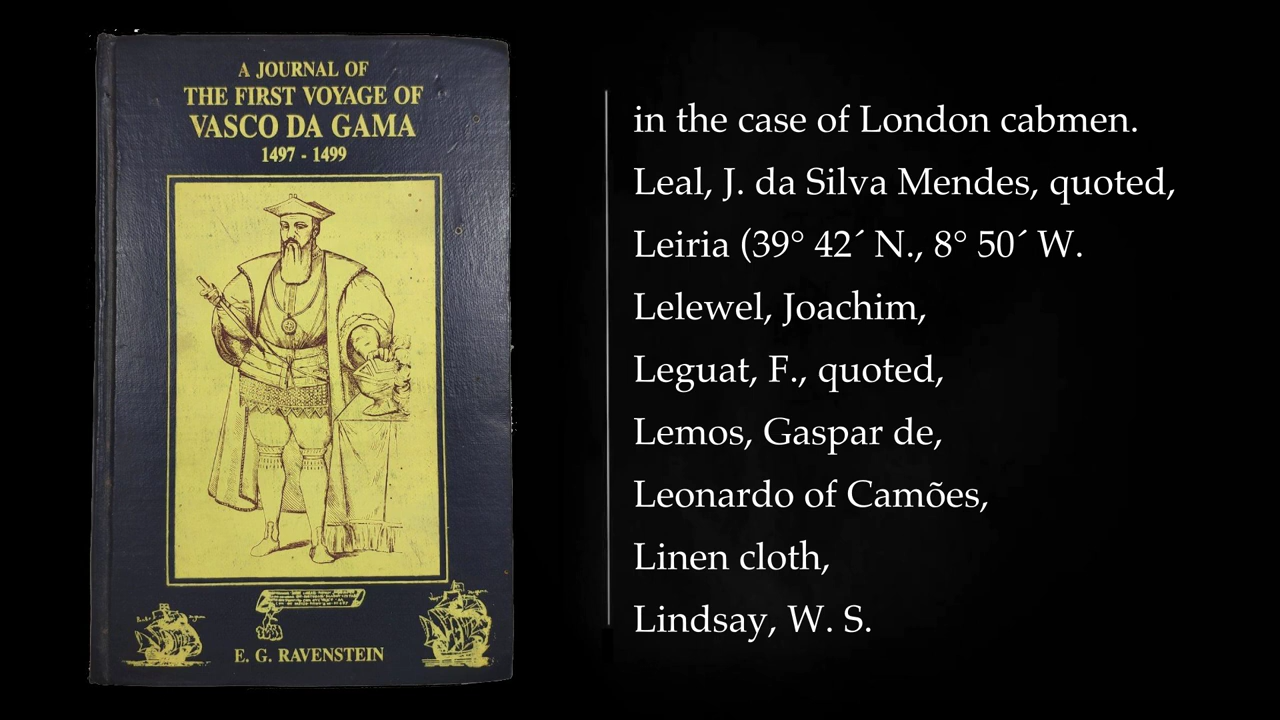 A JOURNAL OF
THE FIRST VOYAGE OF
VASCO DA GAMA
1497 - 1499
E. G. RAVENSTEIN
in the case of London cabmen.
Leal, J. da Silva Mendes, quoted,
Leiria (39° 42´ N., 8° 50´ W.
Lelewel, Joachim,
Leguat, F., quoted,
Lemos, Gaspar de,
Leonardo of Camões,
Linen cloth,
Lindsay, W. S.